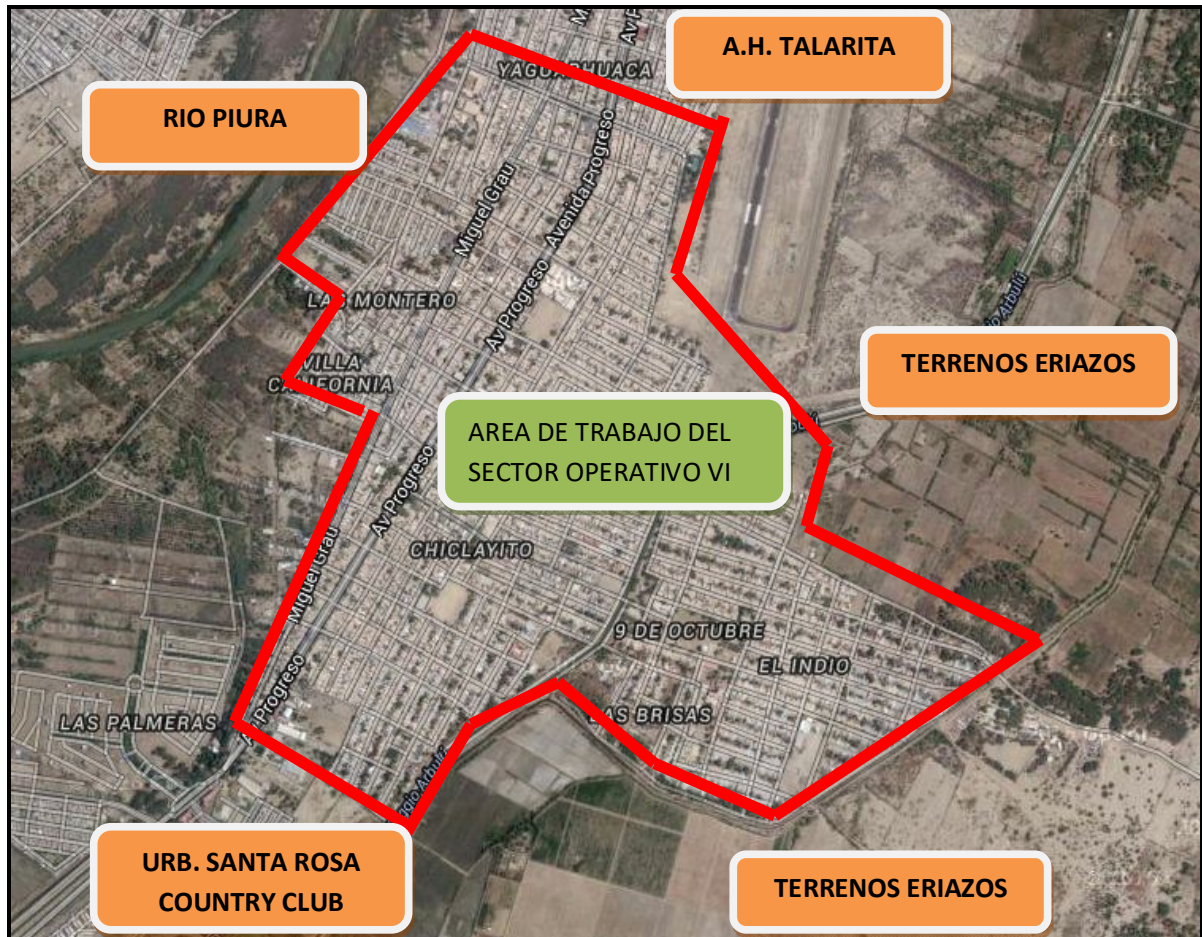 A.H. TALARITA
YAGUARHUACA
RIO PIURA
Miguel Grau
Avenida Progreso
Av Progreso
LAS MONTERO
VILLA
CALIFORNIA
TERRENOS ERIAZOS
AREA DE TRABAJO DEL
SECTOR OPERATIVO VI
Av Progreso
CHICLAYITO
Miguel Grau
9 DE OCTUBRE
EL INDIO
LAS BRISAS
LAS PALMERAS
Av Progreso
URB. SANTA ROSA
COUNTRY CLUB
TERRENOS ERIAZOS